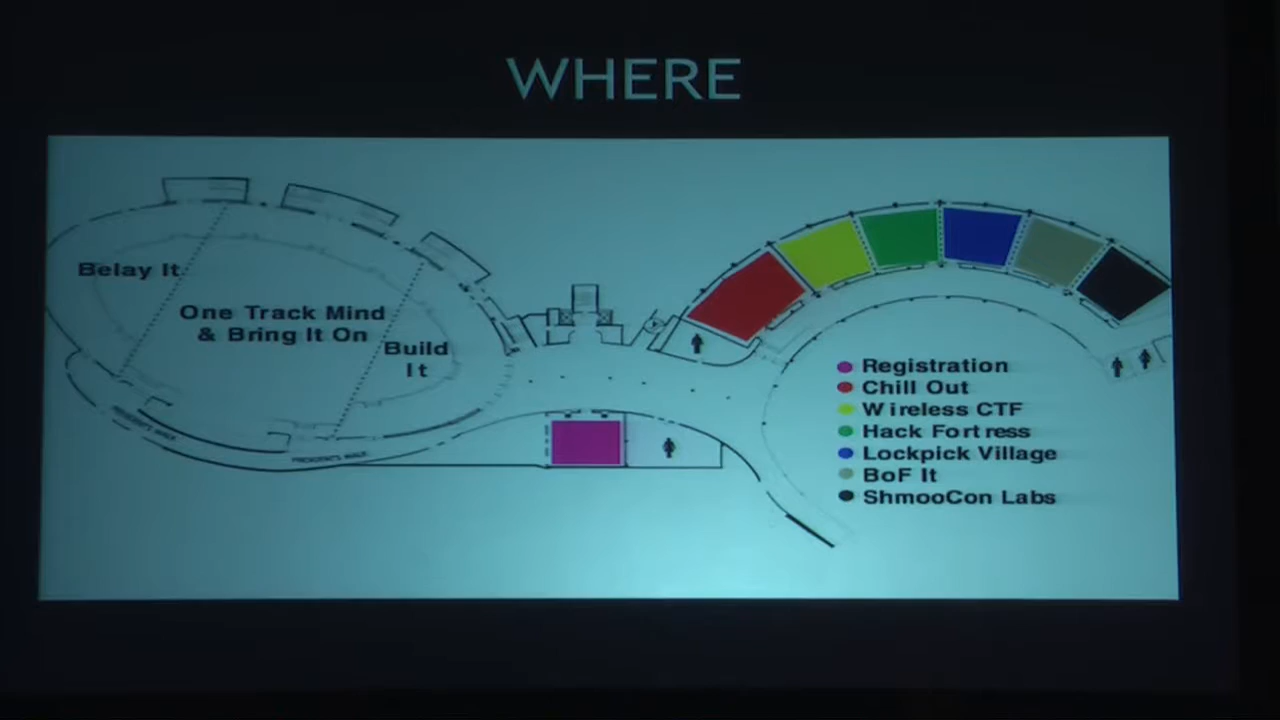 WHERE
Belay It
One Track Mind
& Bring It On
Build
It
Registration
Chill Out
Wireless CTF
Hack Fortress
Lockpick Village
BoF It
ShmooCon Labs